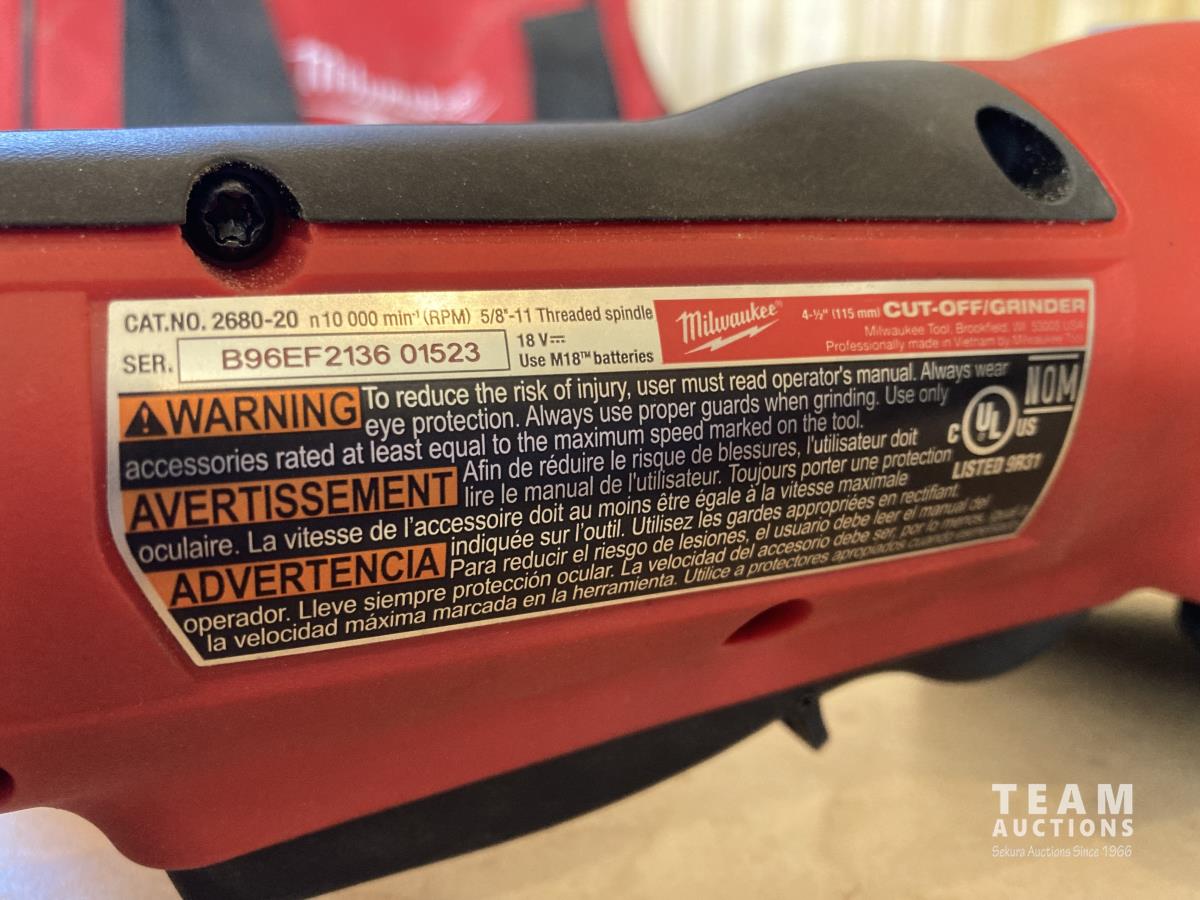 Milwaukee
CAT.NO. 2680-20 n10 000 min⁻¹ (RPM) 5/8"-11 Threaded spindle
SER. B96EF2136 01523
18 V⎓
Use M18™ batteries
Milwaukee® 4-½" (115 mm) CUT-OFF/GRINDER
Milwaukee Tool, Brookfield, WI 53005 USA
Professionally made in Vietnam by Milwaukee Tool
⚠WARNING To reduce the risk of injury, user must read operator's manual. Always wear
eye protection. Always use proper guards when grinding. Use only
accessories rated at least equal to the maximum speed marked on the tool.
AVERTISSEMENT Afin de réduire le risque de blessures, l'utilisateur doit
lire le manual de l'utilisateur. Toujours porter une protection
oculaire. La vitesse de l'accessoire doit au moins être égale à la vitesse maximale
indiquée sur l'outil. Utilisez les gardes appropriées en rectifiant.
ADVERTENCIA Para reducir el riesgo de lesiones, el usuario debe leer el manual del
operador. Lleve siempre protección ocular. La velocidad del accesorio debe ser, por lo menos, igual a
la velocidad máxima marcada en la herramienta. Utilice a protectores apropiados cuando
C UL US
LISTED 9R31
NOM
TEAM
AUCTIONS
Sekura Auctions Since 1966